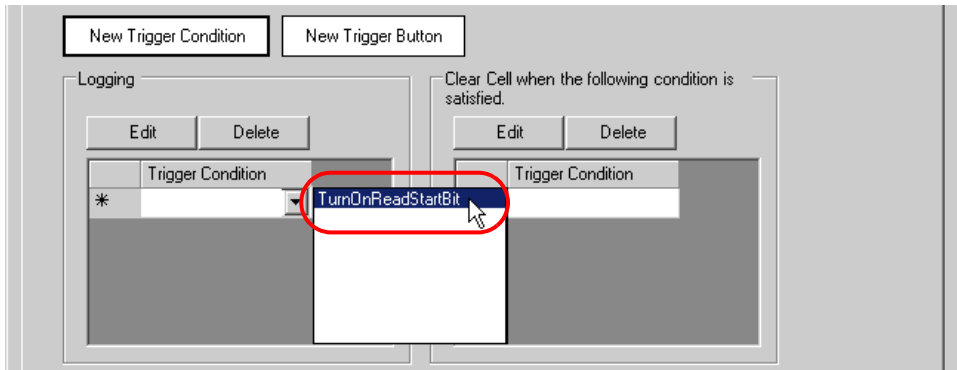 New Trigger Condition
New Trigger Button
Logging
Edit
Delete
Trigger Condition
*
TurnOnReadStartBit
Clear Cell when the following condition is
satisfied.
Edit
Delete
Trigger Condition